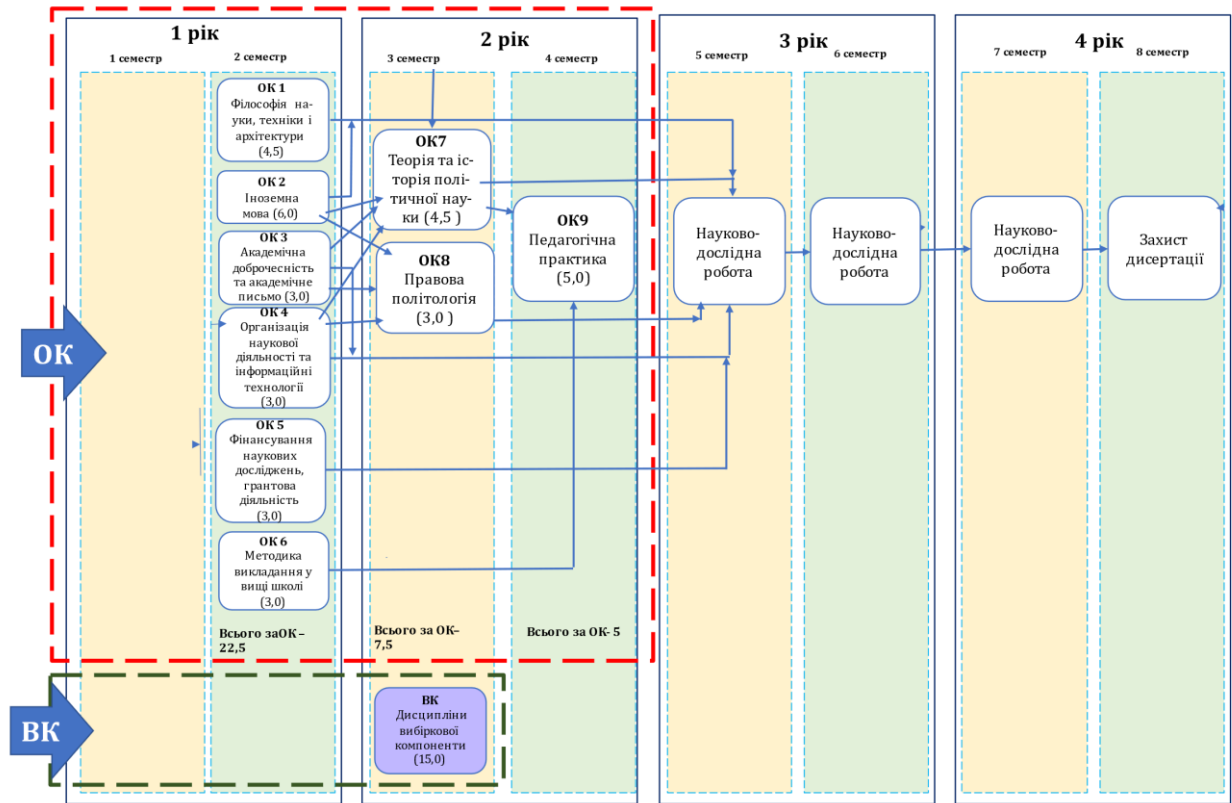 1 рік
1 семестр
2 семестр
ОК 1
Філософія на-
уки, техніки і
архітектури
(4,5)
ОК 2
Іноземна
мова (6,0)
ОК 3
Академічна
доброчесність
та академічне
письмо (3,0)
ОК 4
Організація
наукової
діяльності та
інформаційні
технології
(3,0)
ОК 5
Фінансування
наукових
досліджень,
грантова
діяльність
(3,0)
ОК 6
Методика
викладання у
вищі школі
(3,0)
Всього заОК –
22,5
2 рік
3 семестр
4 семестр
ОК7
Теорія та іс-
торія полі-
тичної нау-
ки (4,5 )
ОК8
Правова
політологія
(3,0 )
ОК9
Педагогічна
практика
(5,0)
Всього за ОК–
7,5
Всього за ОК- 5
3 рік
5 семестр
6 семестр
Науково-
дослідна
робота
Науково-
дослідна
робота
4 рік
7 семестр
8 семестр
Науково-
дослідна
робота
Захист
дисертації
ОК
ВК
ВК
Дисципліни
вибіркової
компоненти
(15,0)